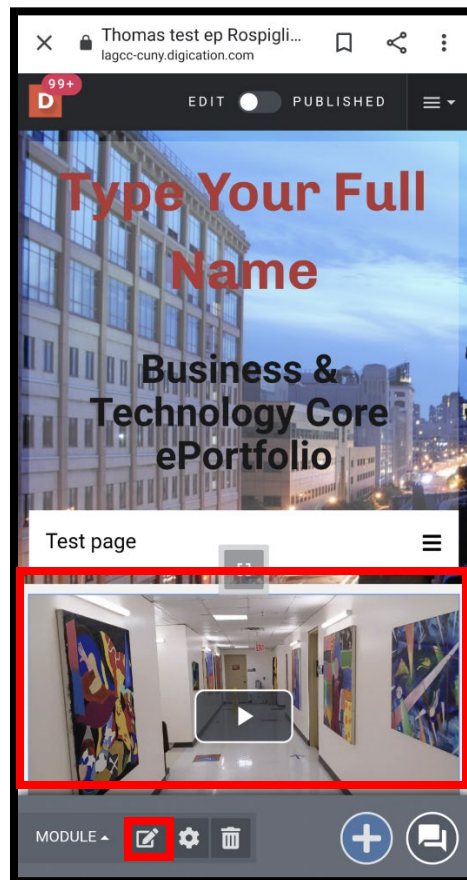 Thomas test ep Rospigli...
lagcc-cuny.digication.com
99+
D
EDIT PUBLISHED
Type Your Full
Name
Business &
Technology Core
ePortfolio
Test page
EXIT
MODULE